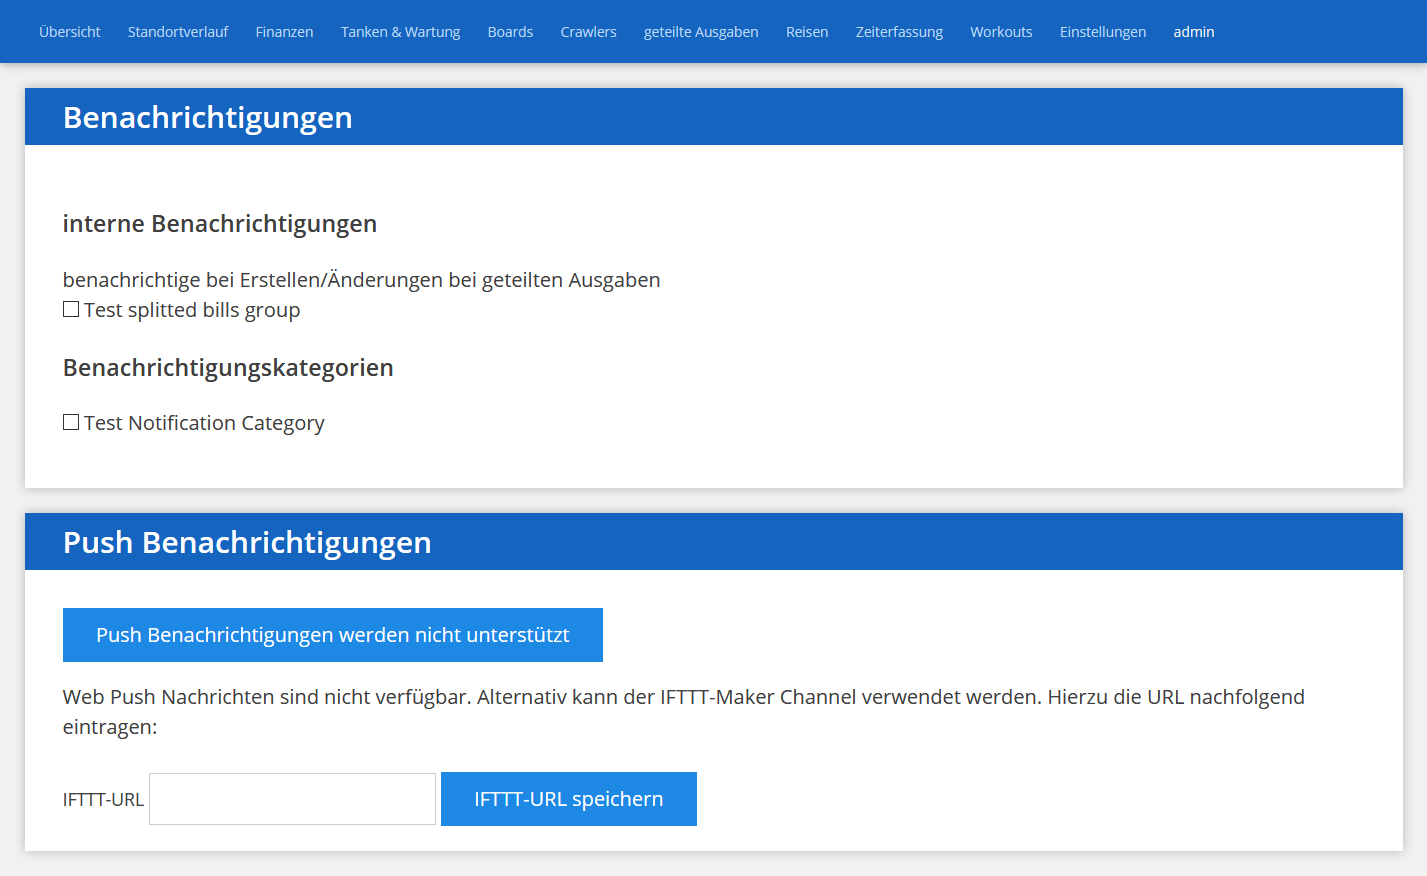 Übersicht Standortverlauf Finanzen Tanken & Wartung Boards Crawlers geteilte Ausgaben Reisen Zeiterfassung Workouts Einstellungen admin
Benachrichtigungen
interne Benachrichtigungen
benachrichtige bei Erstellen/Änderungen bei geteilten Ausgaben
Test splitted bills group
Benachrichtigungskategorien
Test Notification Category
Push Benachrichtigungen
Push Benachrichtigungen werden nicht unterstützt
Web Push Nachrichten sind nicht verfügbar. Alternativ kann der IFTTT-Maker Channel verwendet werden. Hierzu die URL nachfolgend
eintragen:
IFTTT-URL IFTTT-URL speichern